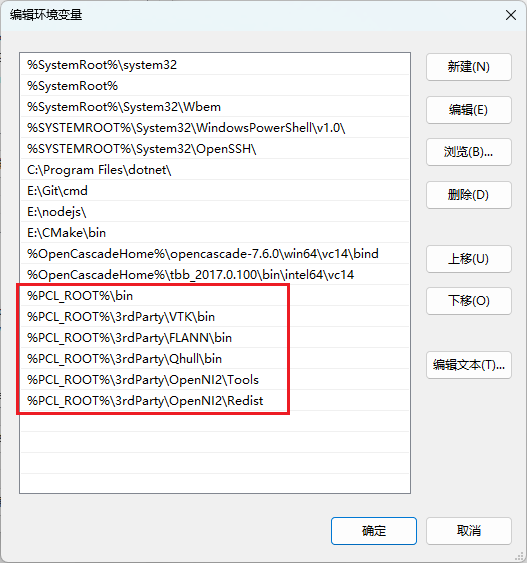 编辑环境变量
%SystemRoot%\system32
%SystemRoot%
%SystemRoot%\System32\Wbem
%SYSTEMROOT%\System32\WindowsPowerShell\v1.0\
%SYSTEMROOT%\System32\OpenSSH\
C:\Program Files\dotnet\
E:\Git\cmd
E:\nodejs\
E:\CMake\bin
%OpenCascadeHome%\opencascade-7.6.0\win64\vc14\bind
%OpenCascadeHome%\tbb_2017.0.100\bin\intel64\vc14
%PCL_ROOT%\bin
%PCL_ROOT%\3rdParty\VTK\bin
%PCL_ROOT%\3rdParty\FLANN\bin
%PCL_ROOT%\3rdParty\Qhull\bin
%PCL_ROOT%\3rdParty\OpenNI2\Tools
%PCL_ROOT%\3rdParty\OpenNI2\Redist
新建(N)
编辑(E)
浏览(B)...
删除(D)
上移(U)
下移(O)
编辑文本(T)...
确定
取消